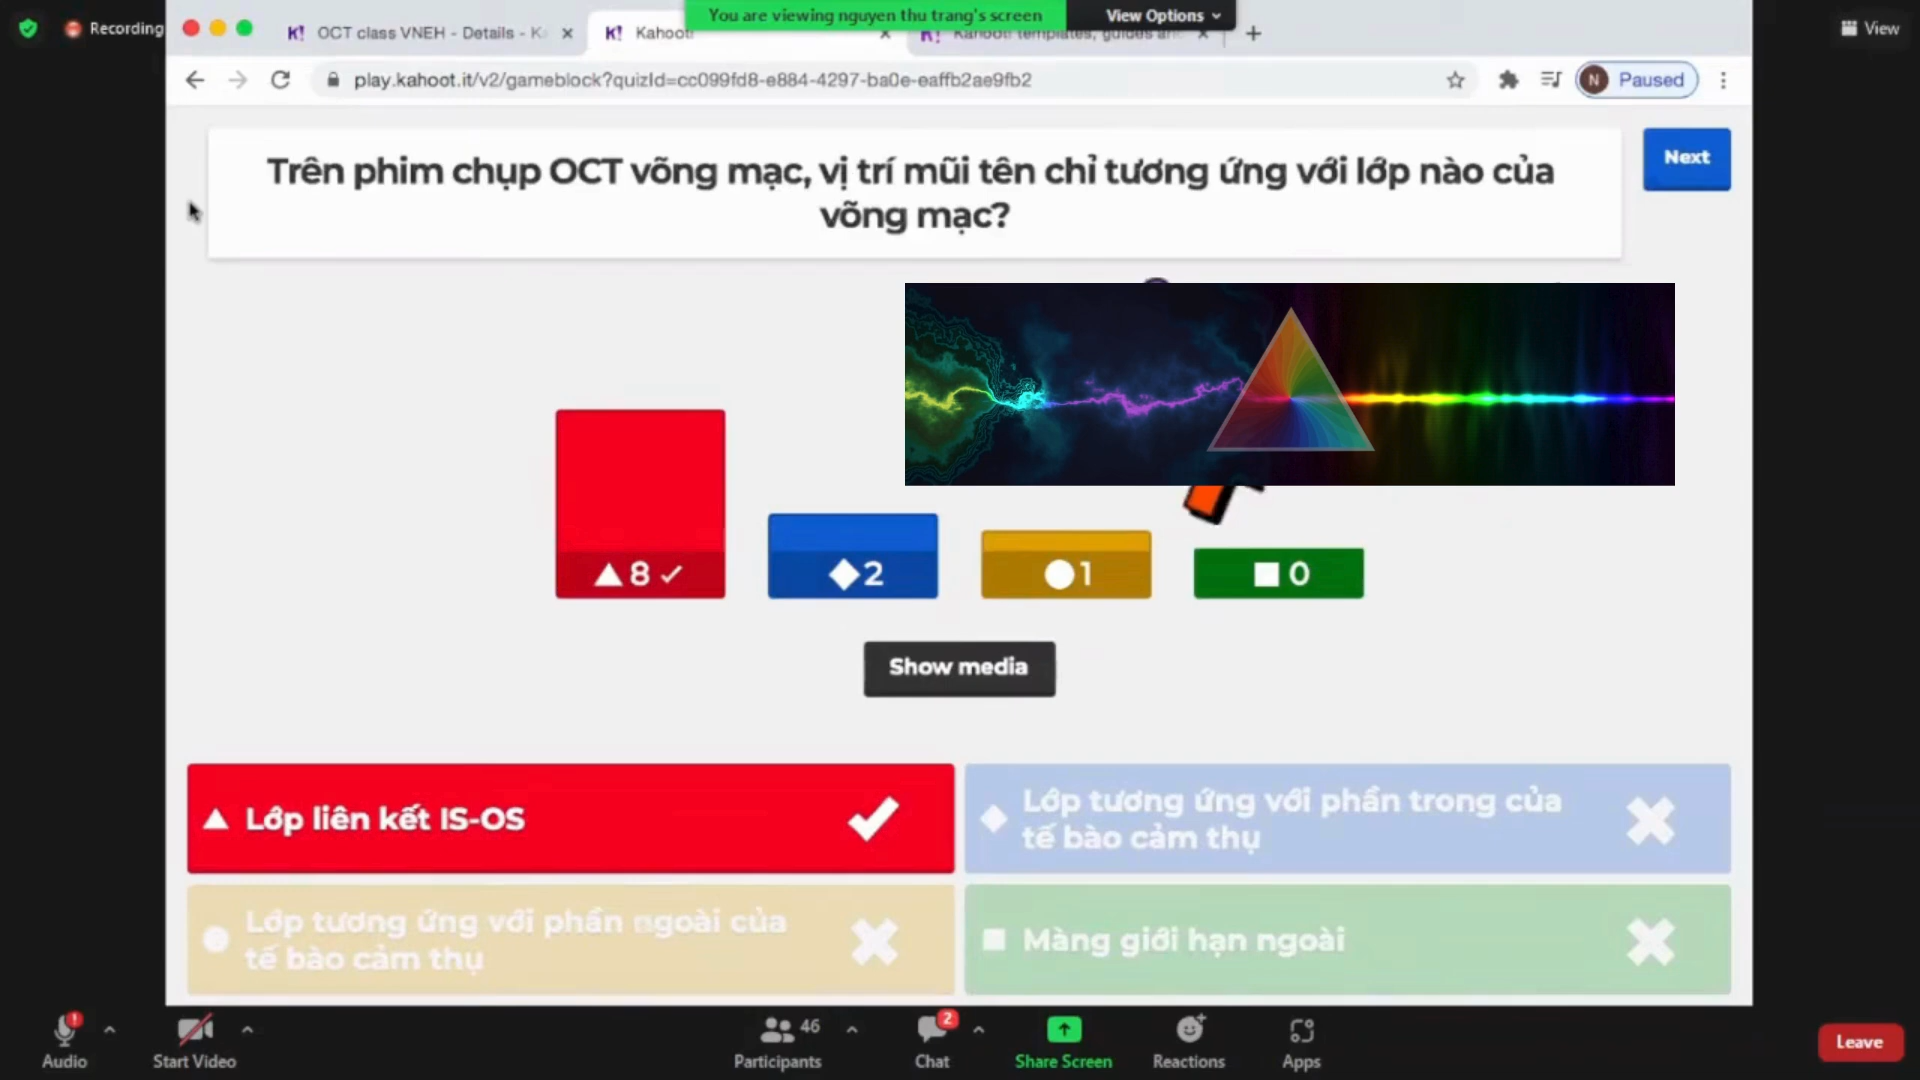 Recording
You are viewing nguyen thu trang's screen
View Options
View
OCT class VNEH - Details - K
Kahoot!
Kahoot! templates, guides and
play.kahoot.it/v2/gameblock?quizId=cc099fd8-e884-4297-ba0e-eaffb2ae9fb2
N Paused
Trên phim chụp OCT võng mạc, vị trí mũi tên chỉ tương ứng với lớp nào của
võng mạc?
Next
8
2
1
0
Show media
Lớp liên kết IS-OS
Lớp tương ứng với phần trong của
tế bào cảm thụ
Lớp tương ứng với phần ngoài của
tế bào cảm thụ
Màng giới hạn ngoài
Audio
Start Video
46
Participants
2
Chat
Share Screen
Reactions
Apps
Leave